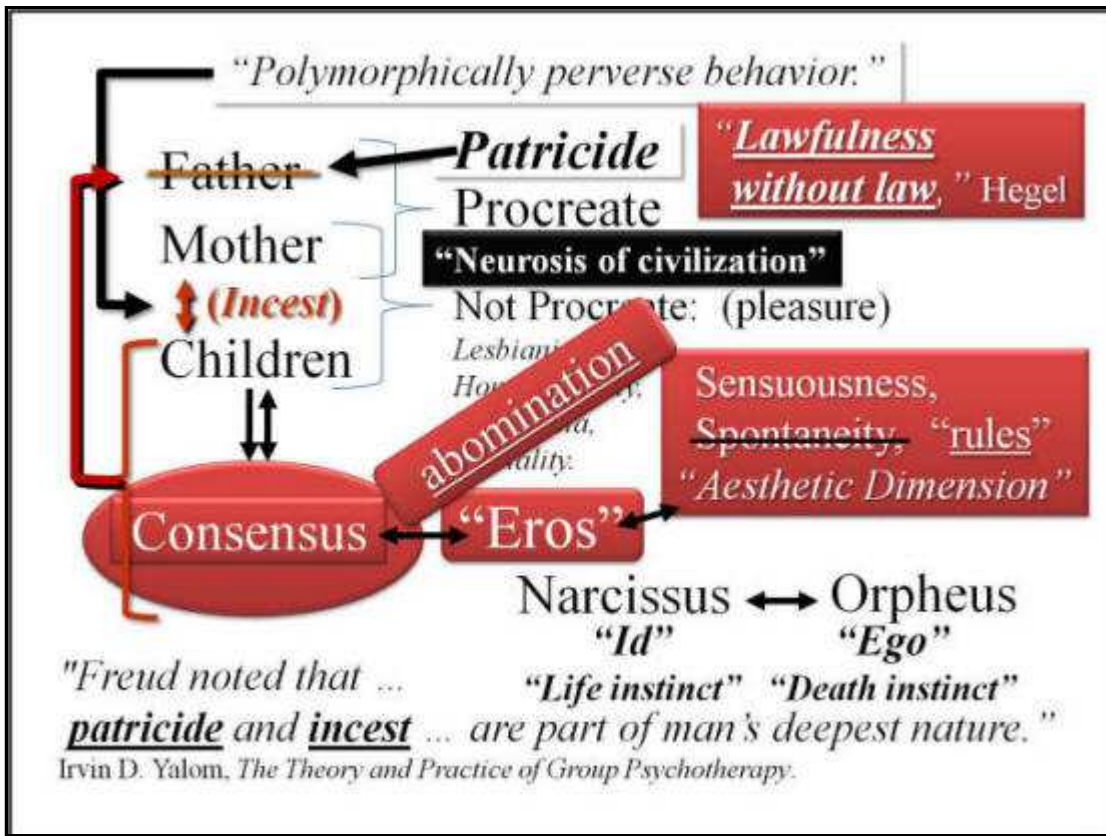 “Polymorphically perverse behavior.”
Father
Patricide
“Lawfulness
without law,” Hegel
Procreate
Mother
“Neurosis of civilization”
(Incest)
Not Procreate: (pleasure)
Children
abomination
Sensuousness,
Spontaneity, “rules”
“Aesthetic Dimension”
Consensus
“Eros”
Narcissus
Orpheus
“Id”
“Ego”
“Life instinct”
“Death instinct”
"Freud noted that ...
patricide and incest ... are part of man’s deepest nature.”
Irvin D. Yalom, The Theory and Practice of Group Psychotherapy.